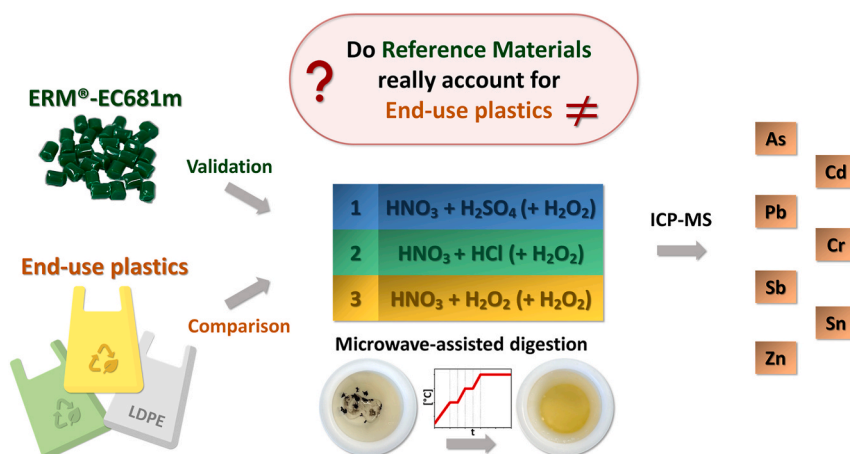 Do Reference Materials
?
really account for
End-use plastics ≠
ERM®-EC681m
Validation
End-use plastics
Comparison
LDPE
1 HNO₃ + H₂SO₄ (+ H₂O₂)
2 HNO₃ + HCl (+ H₂O₂)
3 HNO₃ + H₂O₂ (+ H₂O₂)
Microwave-assisted digestion
[°C]
t
ICP-MS
As
Cd
Pb
Cr
Sb
Sn
Zn